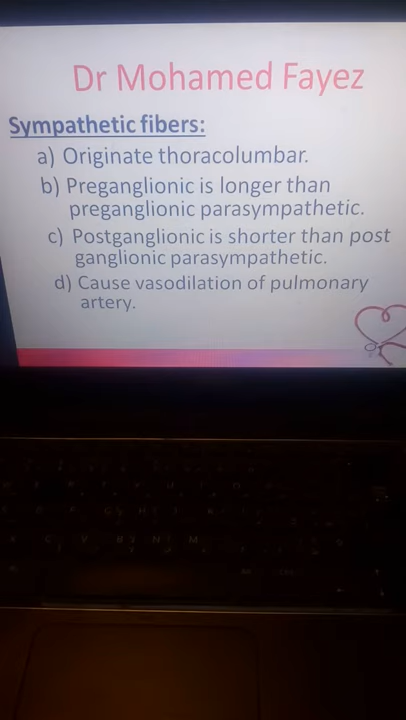 Dr Mohamed Fayez
Sympathetic fibers:
a) Originate thoracolumbar.
b) Preganglionic is longer than
preganglionic parasympathetic.
c) Postganglionic is shorter than post
ganglionic parasympathetic.
d) Cause vasodilation of pulmonary
artery.